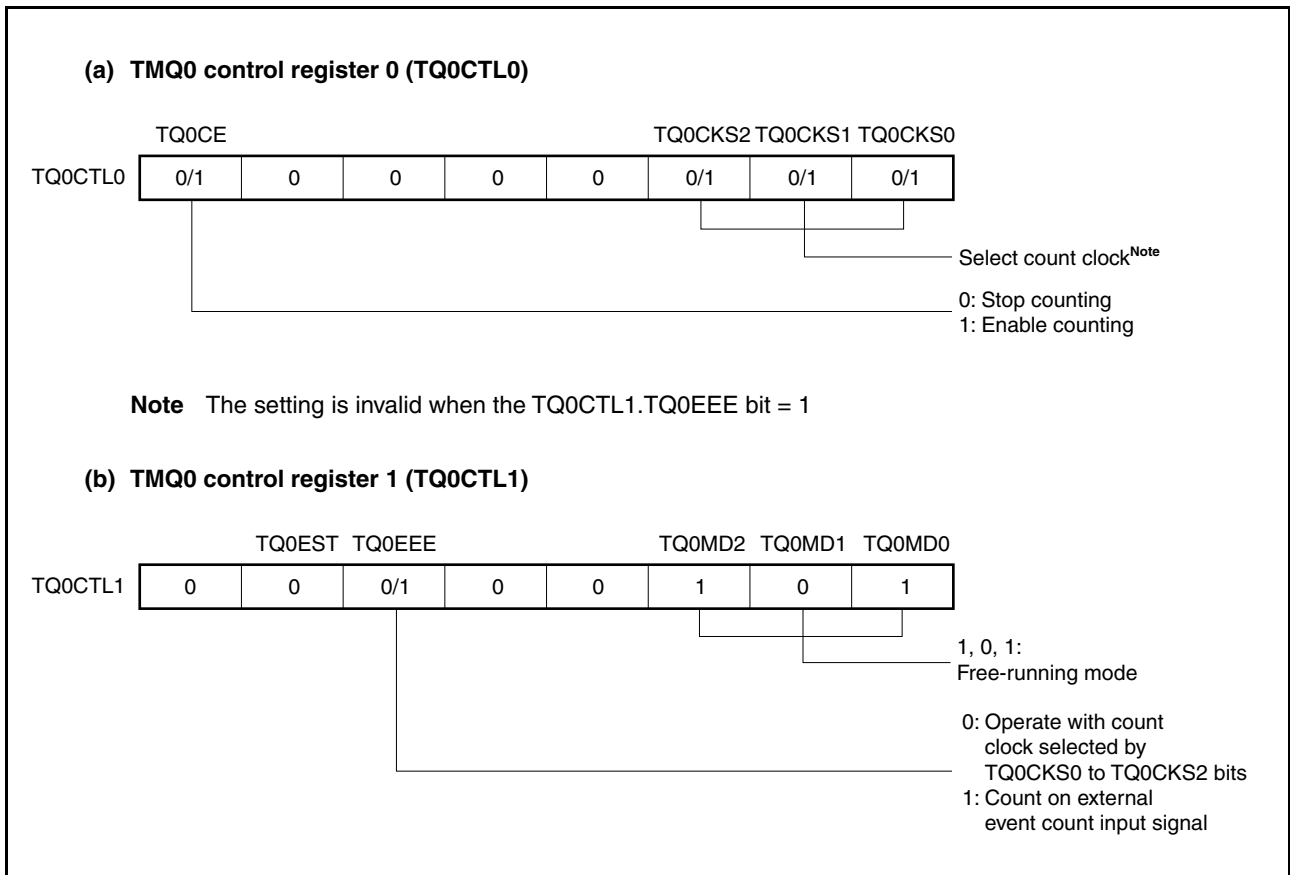 (a) TMQ0 control register 0 (TQ0CTL0)
TQ0CE TQ0CKS2 TQ0CKS1 TQ0CKS0
TQ0CTL0 0/1 0 0 0 0 0/1 0/1 0/1
Select count clockNote
0: Stop counting
1: Enable counting
Note The setting is invalid when the TQ0CTL1.TQ0EEE bit = 1
(b) TMQ0 control register 1 (TQ0CTL1)
TQ0EST TQ0EEE TQ0MD2 TQ0MD1 TQ0MD0
TQ0CTL1 0 0 0/1 0 0 1 0 1
1, 0, 1:
Free-running mode
0: Operate with count
clock selected by
TQ0CKS0 to TQ0CKS2 bits
1: Count on external
event count input signal